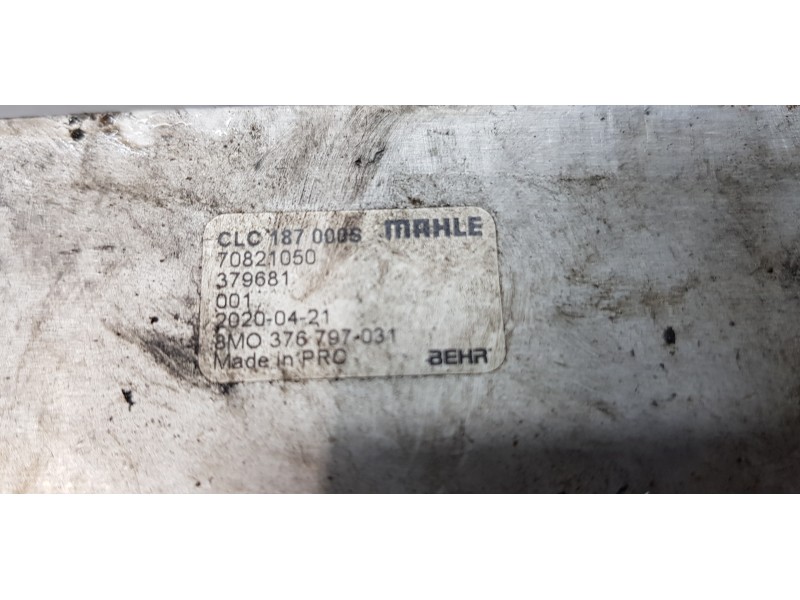 CLC 187 000S MAHLE
70821050
379681
001
2020-04-21
8MO 376 797-031
Made in PRC BEHR